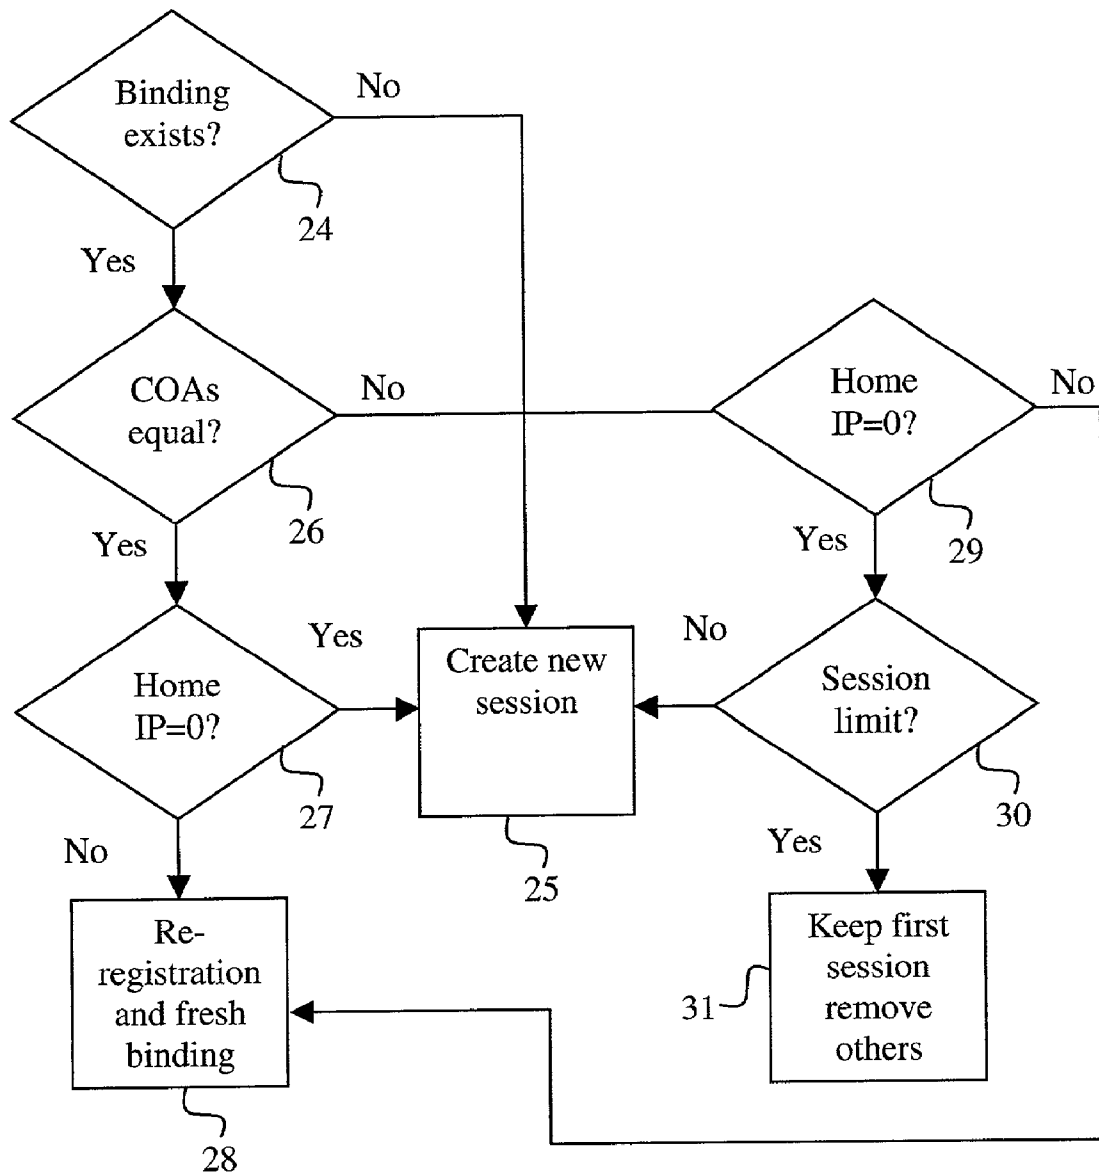 Binding
exists?
No
24
Yes
COAs
equal?
No
26
Home
IP=0?
No
29
Yes
Yes
Home
IP=0?
Yes
27
Create new
session
25
No
Session
limit?
30
No
Yes
Re-
registration
and fresh
binding
28
Keep first
session
remove
others
31